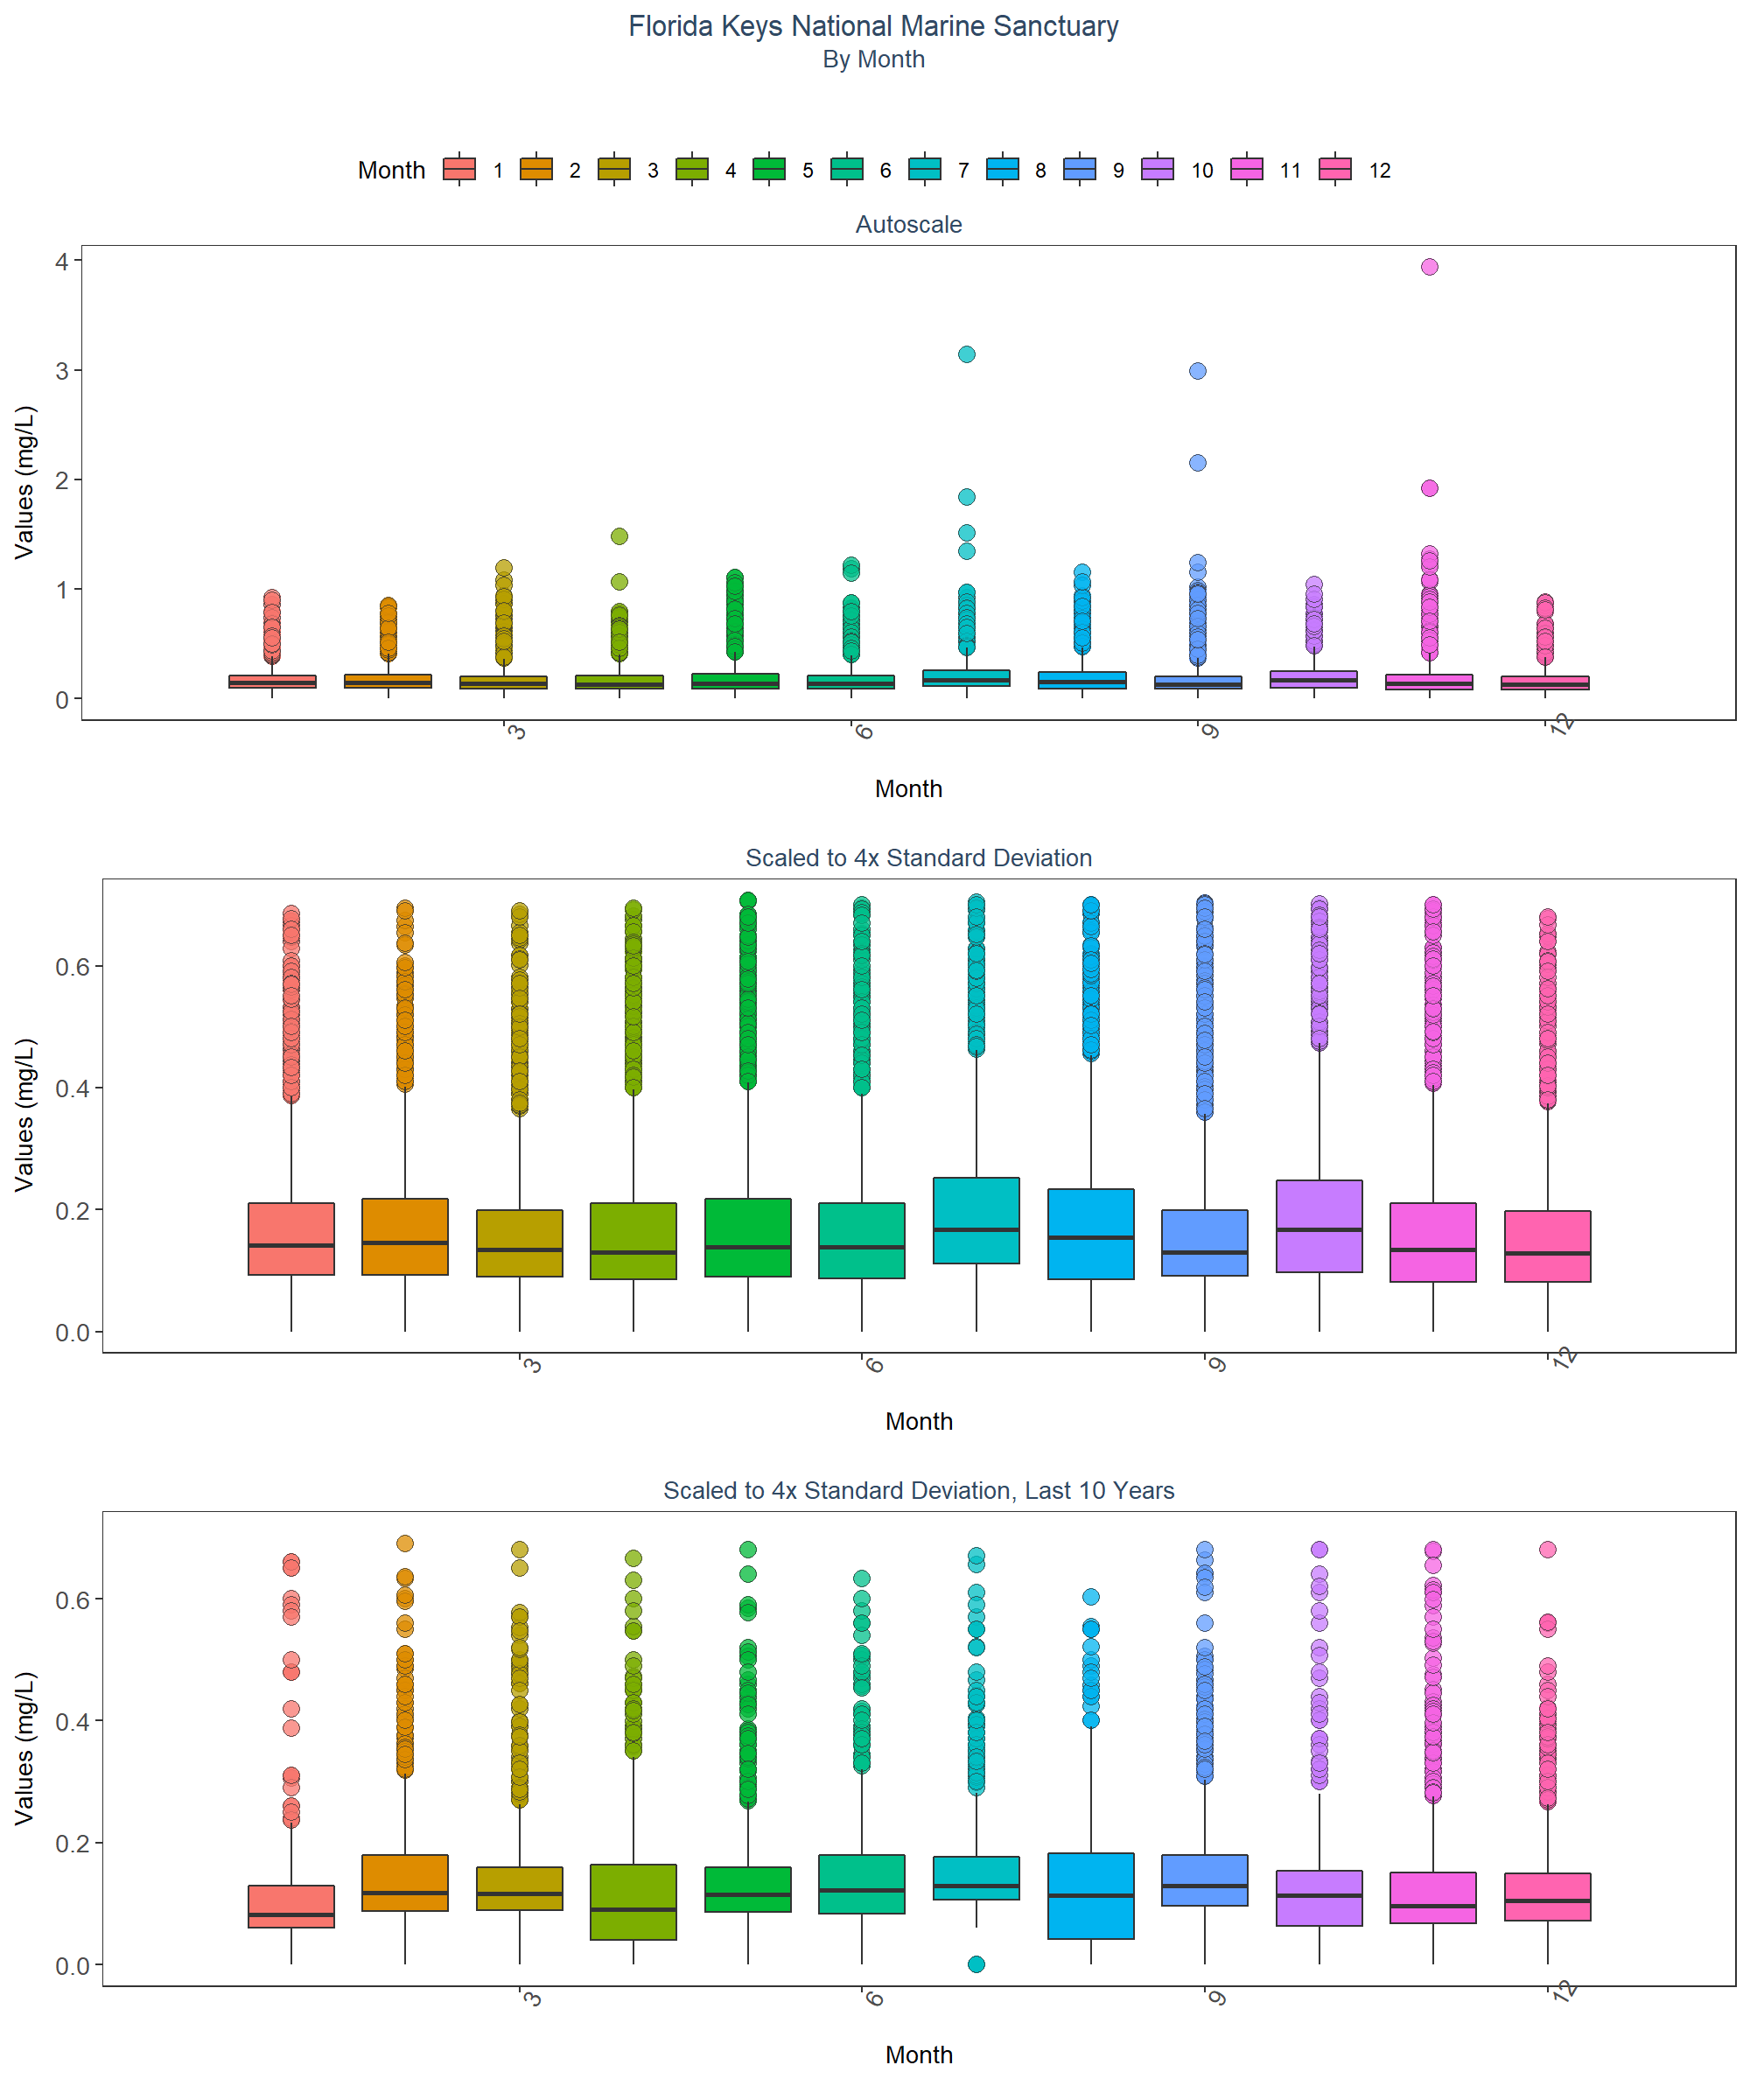 Florida Keys National Marine Sanctuary
By Month
Month 1 2 3 4 5 6 7 8 9 10 11 12
Autoscale
Values (mg/L)
4
3
2
1
0
3 6 9 12
Month
Scaled to 4x Standard Deviation
Values (mg/L)
0.6
0.4
0.2
0.0
3 6 9 12
Month
Scaled to 4x Standard Deviation, Last 10 Years
Values (mg/L)
0.6
0.4
0.2
0.0
3 6 9 12
Month